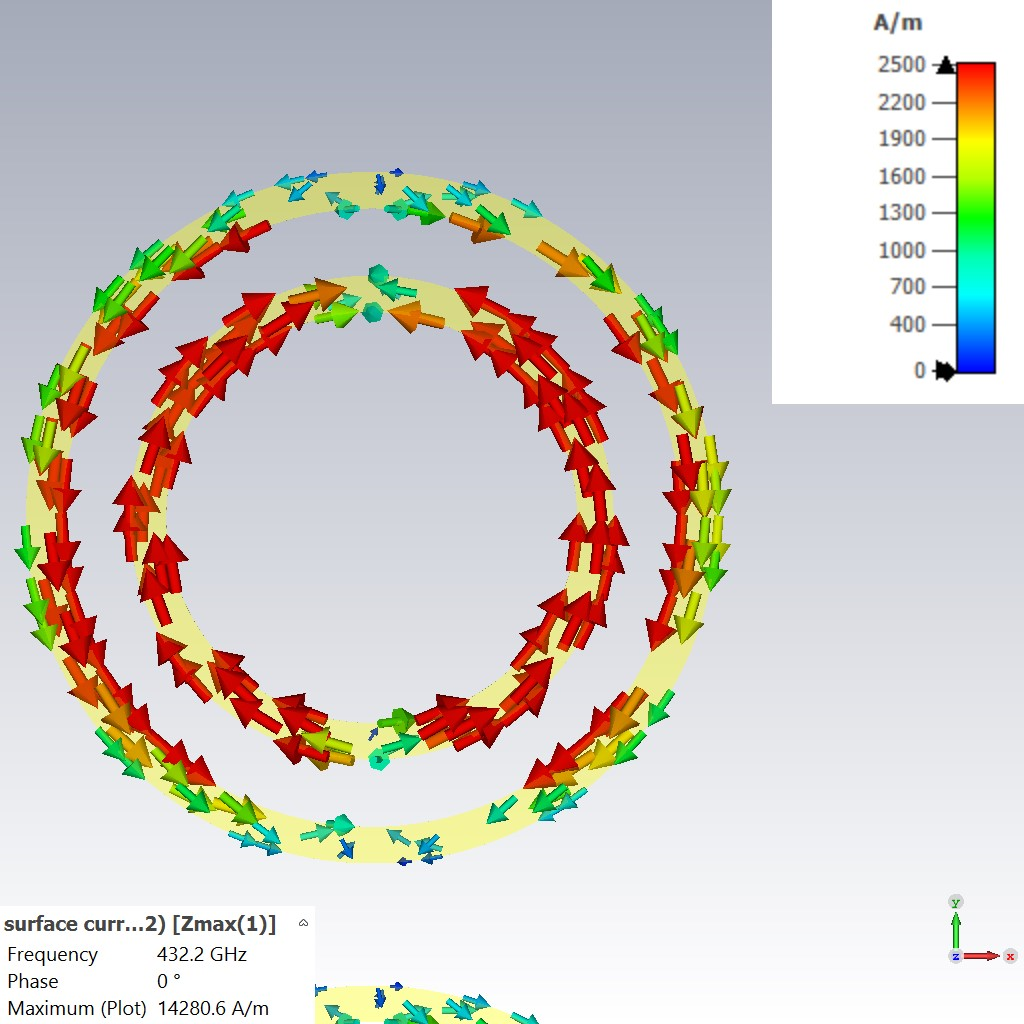 A/m
2500
2200
1900
1600
1300
1000
700
400
0
surface curr...2) [Zmax(1)]
Frequency 432.2 GHz
Phase 0 °
Maximum (Plot) 14280.6 A/m
y
z x